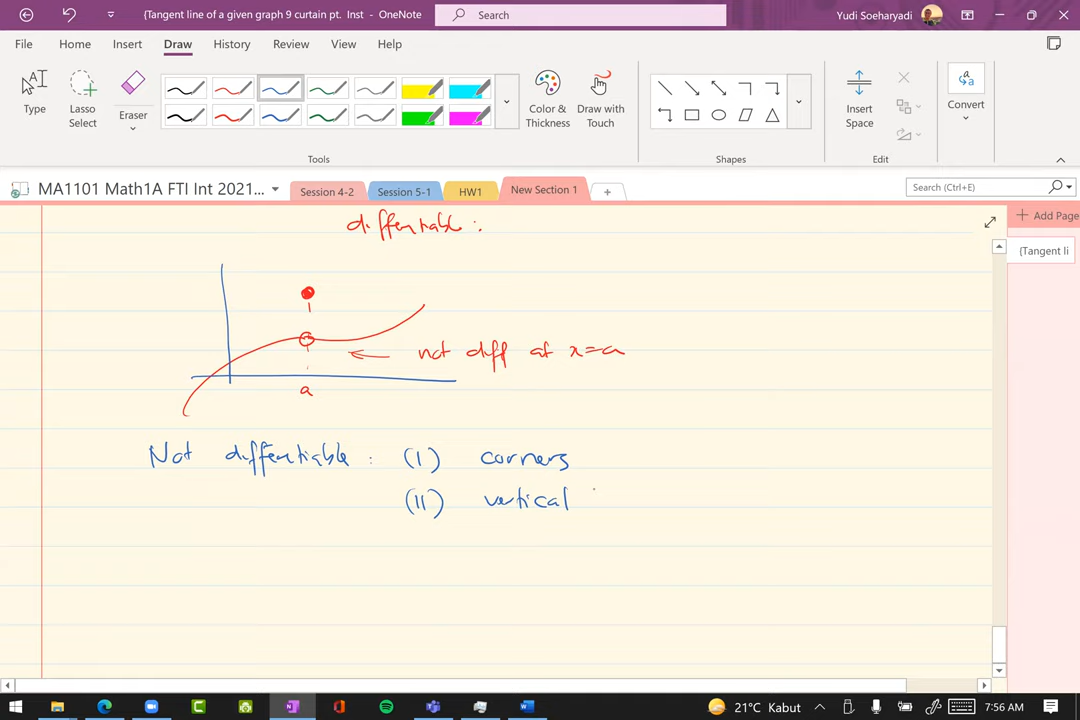 {Tangent line of a given graph 9 curtain pt. Inst - OneNote
Search
Yudi Soeharyadi
File Home Insert Draw History Review View Help
Type
Lasso Select
Eraser
Color & Thickness
Draw with Touch
Insert Space
Convert
Tools
Shapes
Edit
MA1101 Math1A FTI Int 2021...
Session 4-2
Session 5-1
HW1
New Section 1
Search (Ctrl+E)
Add Page
{Tangent li
differentiable :
not diff at x=a
a
Not differentiable : (I) corners
(II) vertical
21°C Kabut
7:56 AM